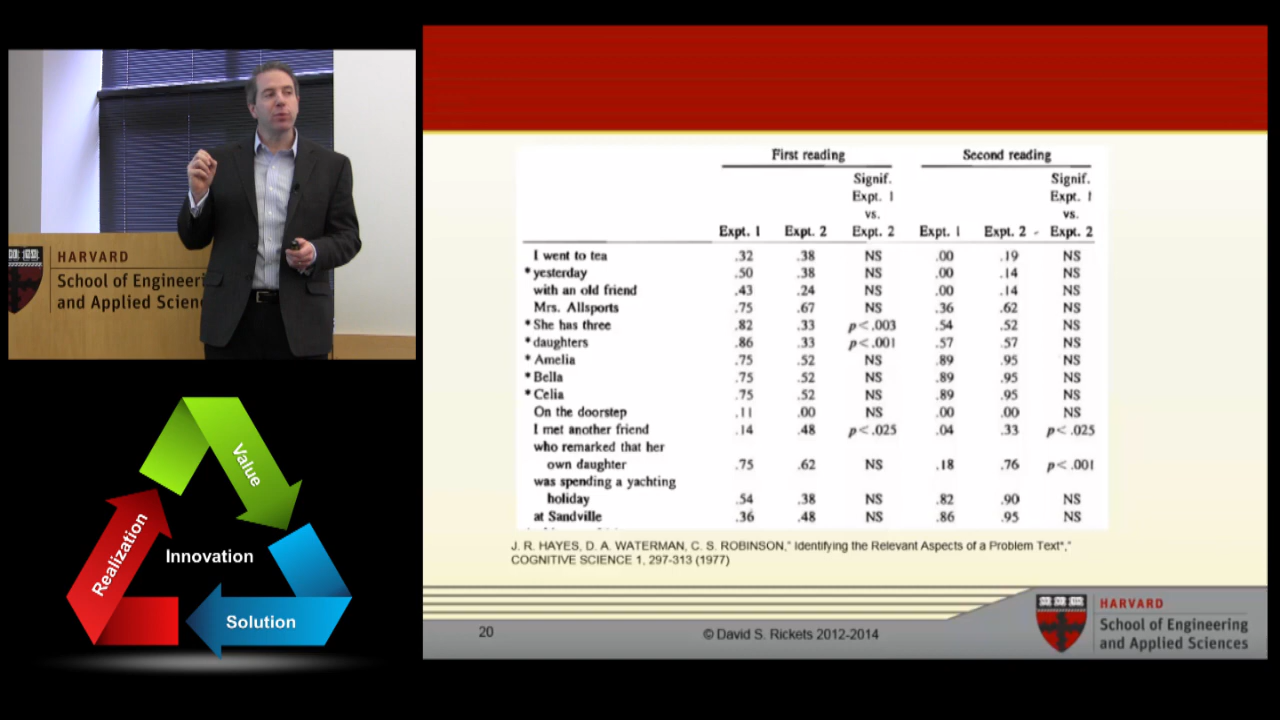 HARVARD
School of Engineeri
and Applied Scienc
Value
Realization
Innovation
Solution
First reading Second reading
Signif. Signif.
Expt. 1 Expt. 1
vs. vs.
Expt. 1 Expt. 2 Expt. 2 Expt. 1 Expt. 2 - Expt. 2
I went to tea .32 .38 NS .00 .19 NS
* yesterday .50 .38 NS .00 .14 NS
with an old friend .43 .24 NS .00 .14 NS
Mrs. Allsports .75 .67 NS .36 .62 NS
* She has three .82 .33 p<.003 .54 .52 NS
* daughters .86 .33 p<.001 .57 .57 NS
* Amelia .75 .52 NS .89 .95 NS
* Bella .75 .52 NS .89 .95 NS
* Celia .75 .52 NS .89 .95 NS
On the doorstep .11 .00 NS .00 .00 NS
I met another friend .14 .48 p<.025 .04 .33 p<.025
who remarked that her
own daughter .75 .62 NS .18 .76 p<.001
was spending a yachting
holiday .54 .38 NS .82 .90 NS
at Sandville .36 .48 NS .86 .95 NS
J. R. HAYES, D. A. WATERMAN, C. S. ROBINSON," Identifying the Relevant Aspects of a Problem Text*,"
COGNITIVE SCIENCE 1, 297-313 (1977)
20
© David S. Rickets 2012-2014
HARVARD
School of Engineering
and Applied Sciences